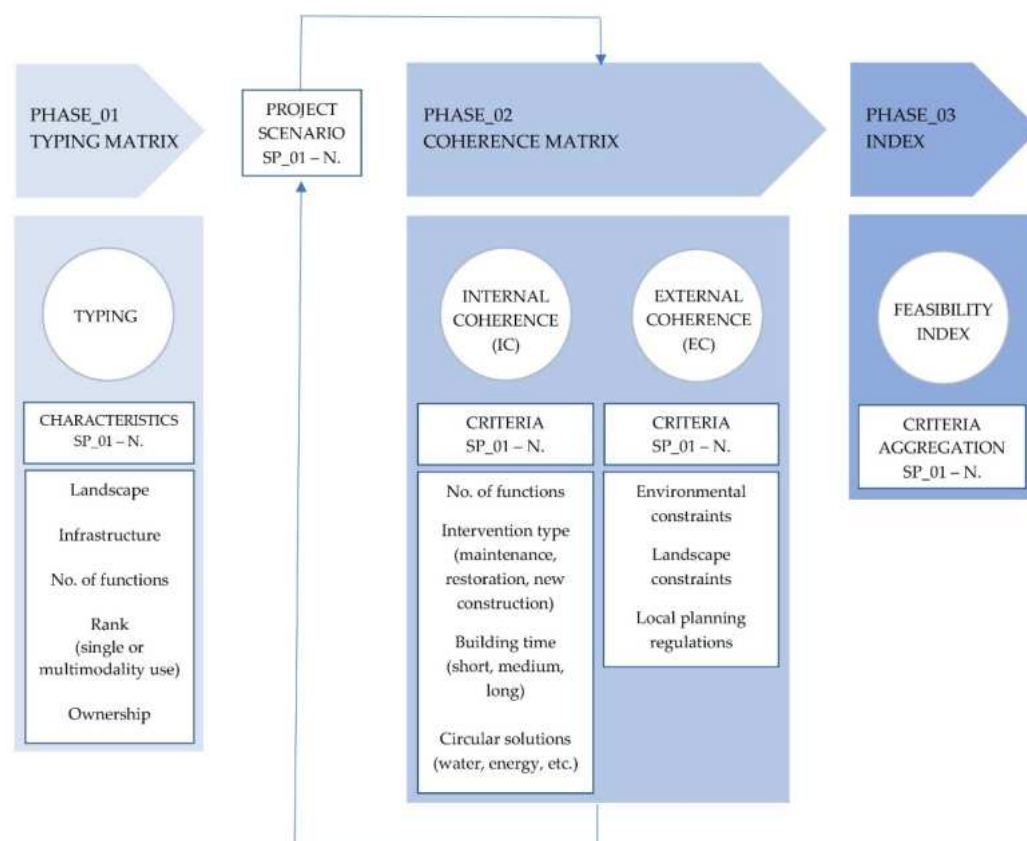 PHASE_01
TYPING MATRIX
PROJECT
SCENARIO
SP_01 – N.
PHASE_02
COHERENCE MATRIX
PHASE_03
INDEX
TYPING
CHARACTERISTICS
SP_01 – N.
Landscape
Infrastructure
No. of functions
Rank
(single or
multimodality use)
Ownership
INTERNAL
COHERENCE
(IC)
CRITERIA
SP_01 – N.
No. of functions
Intervention type
(maintenance,
restoration, new
construction)
Building time
(short, medium,
long)
Circular solutions
(water, energy, etc.)
EXTERNAL
COHERENCE
(EC)
CRITERIA
SP_01 – N.
Environmental
constraints
Landscape
constraints
Local planning
regulations
FEASIBILITY
INDEX
CRITERIA
AGGREGATION
SP_01 – N.